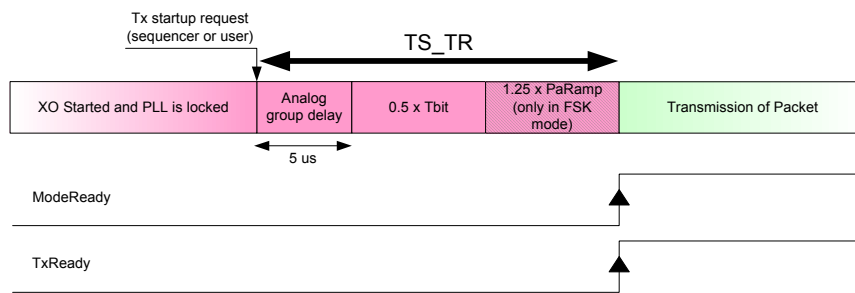 Tx startup request
(sequencer or user)
TS_TR
XO Started and PLL is locked
Analog
group delay
0.5 x Tbit
1.25 x PaRamp
(only in FSK
mode)
Transmission of Packet
5 us
ModeReady
TxReady